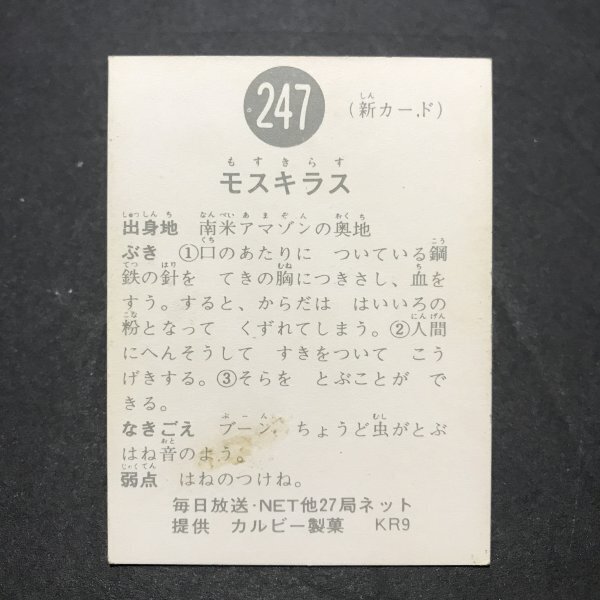 247
(新カード)
しん
もすきらす
モスキラス
しゅっしんち なんべいあまぞん おくち
出身地 南米アマゾンの奥地
くち こう
ぶき ①口のあたりに ついている鋼
てつ はり むね ち
鉄の針を てきの胸につきさし、血を
すう。すると、からだは はいいろの
こな にんげん
粉となって くずれてしまう。②人間
にへんそうして すきをついて こう
げきする。③そらを とぶことが で
きる。
ぶーん むし
なきごえ ブーン、ちょうど虫がとぶ
おと
はね音のよう。
じゃくてん
弱点 はねのつけね。
毎日放送·NET他27局ネット
提供 カルビー製菓 KR9